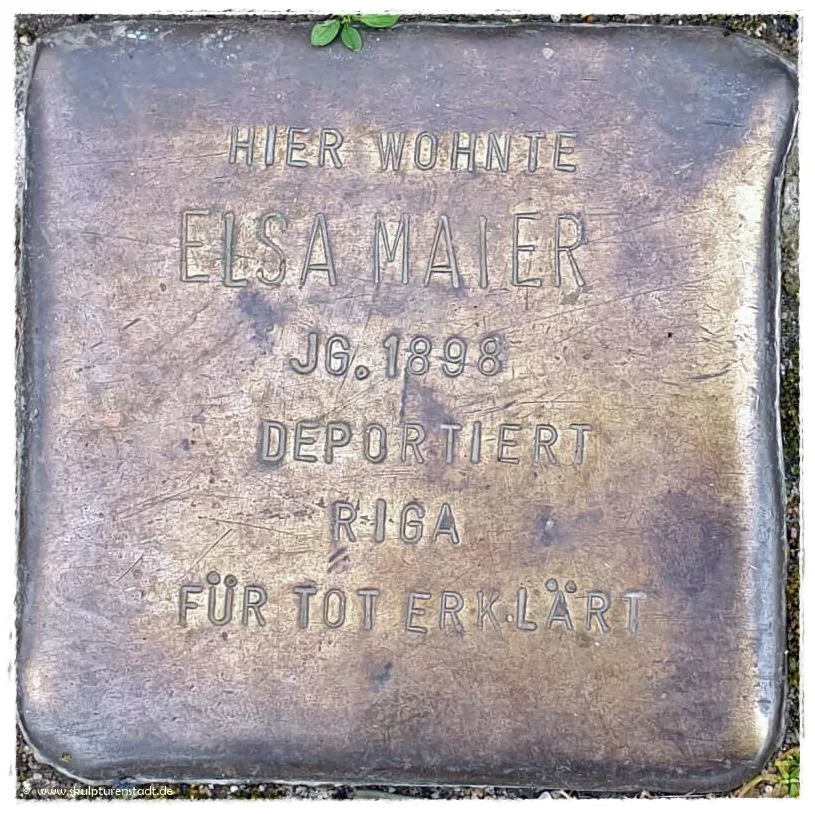 HIER WOHNTE
ELSA MAIER
JG. 1898
DEPORTIERT
RIGA
FÜR TOT ERKLÄRT
© www.skulpturenstadt.de